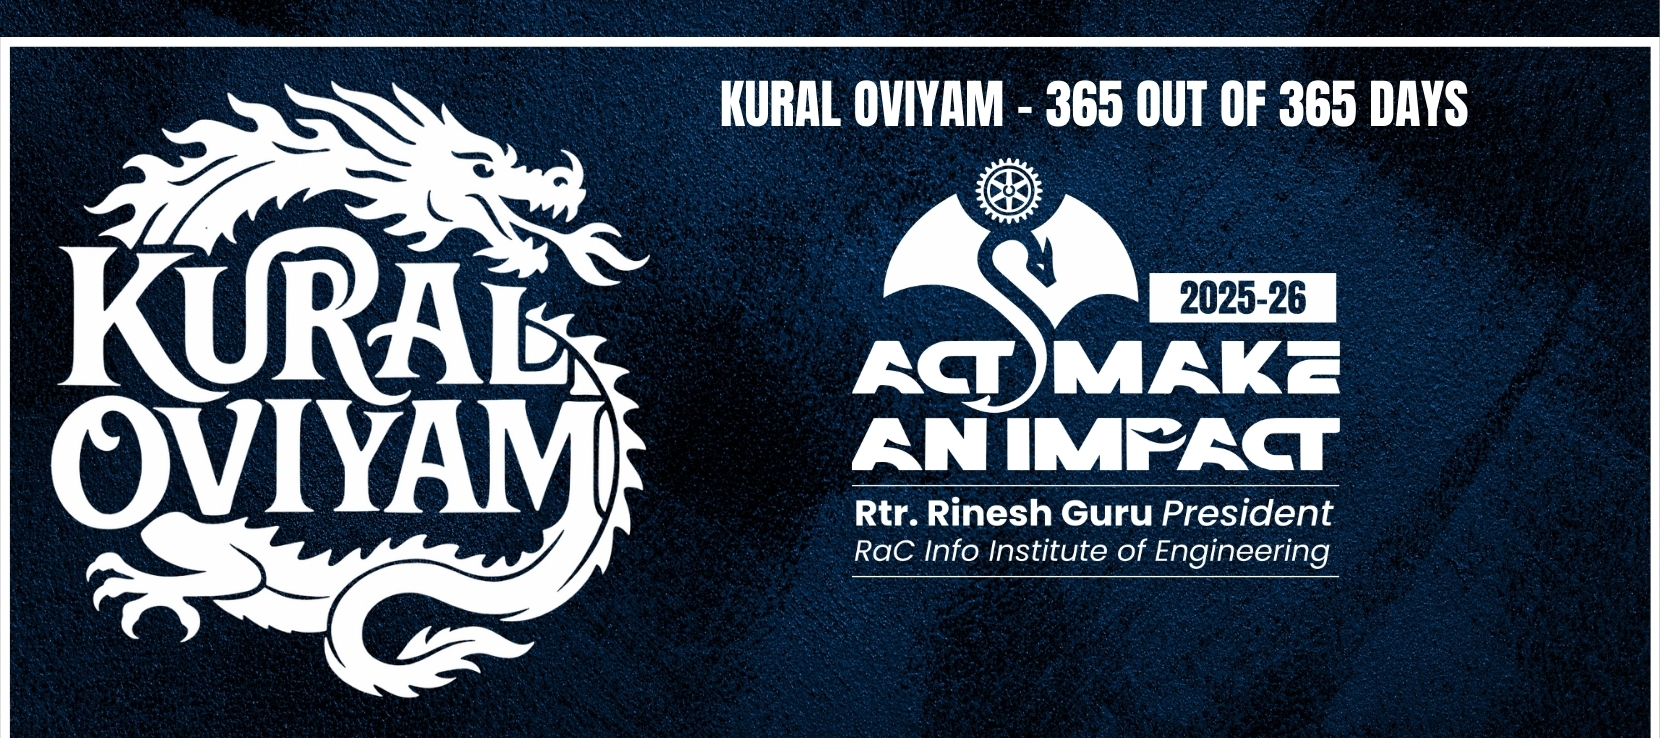 KURAL
OVIYAM
KURAL OVIYAM - 365 OUT OF 365 DAYS
2025-26
ACT MAKE
AN IMPACT
Rtr. Rinesh Guru President
RaC Info Institute of Engineering